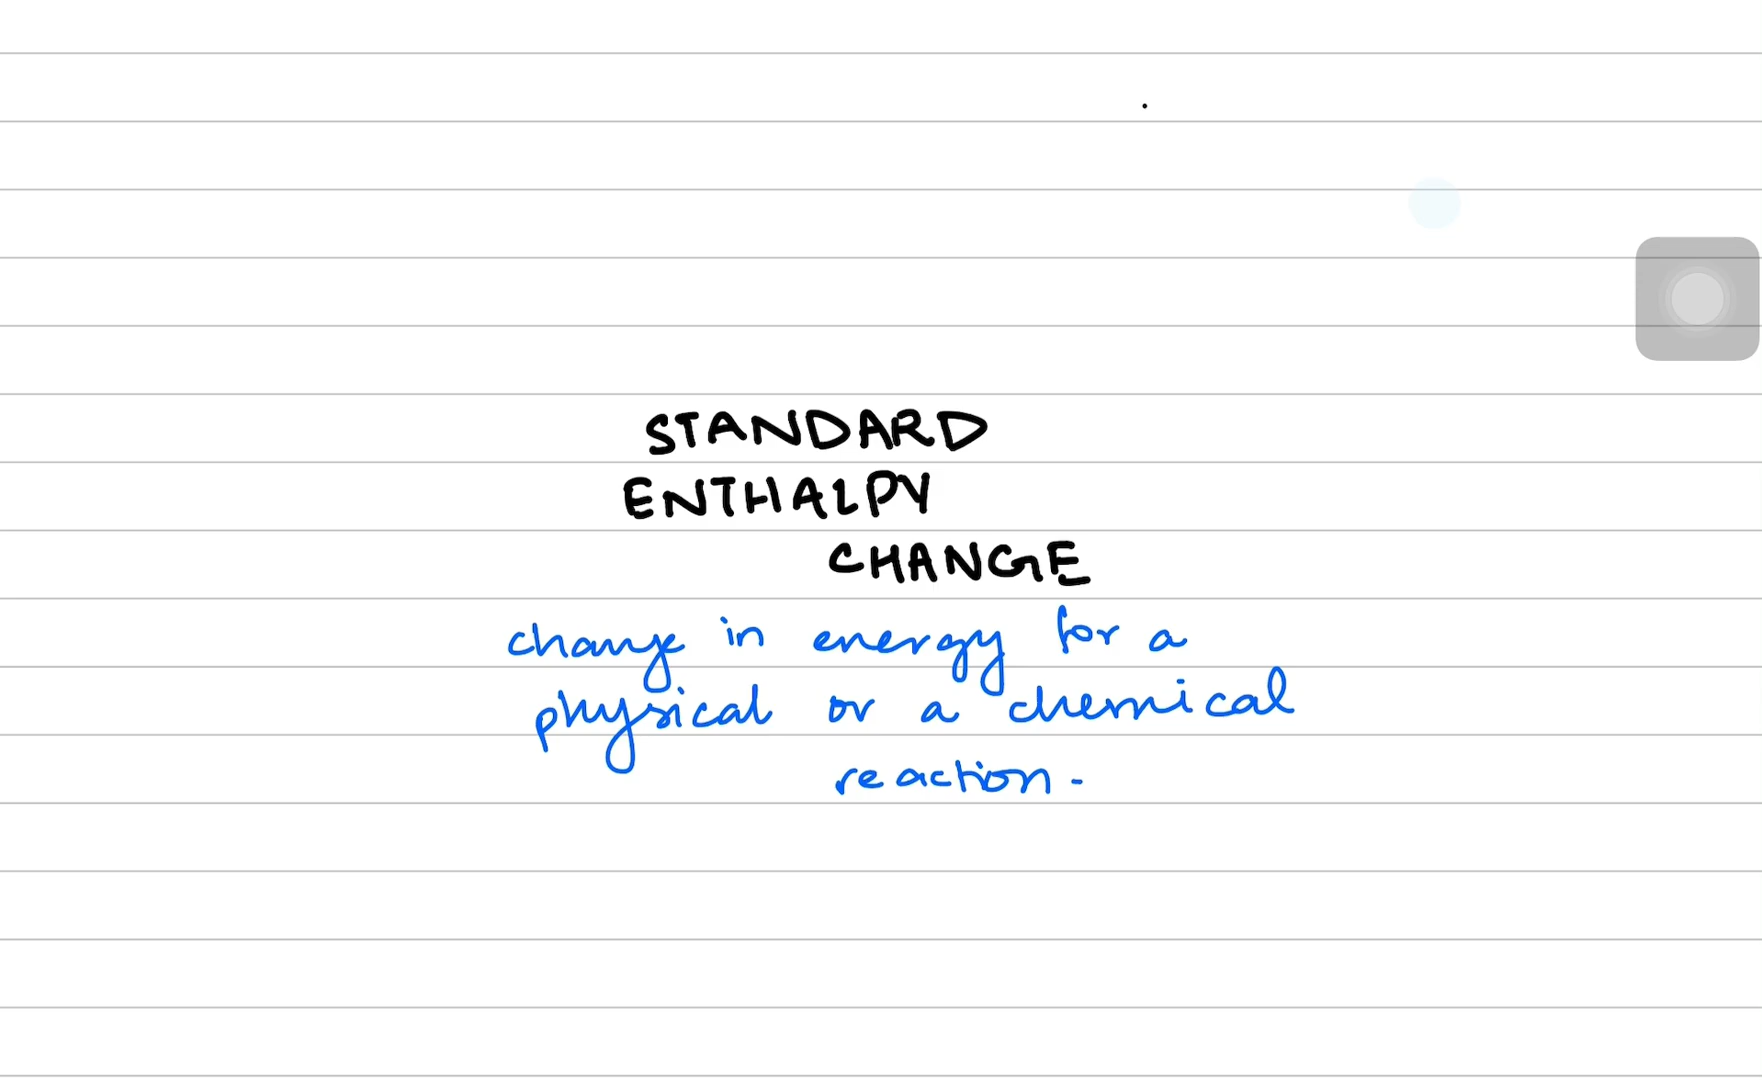 STANDARD
ENTHALPY
CHANGE
change in energy for a
physical or a chemical
reaction.